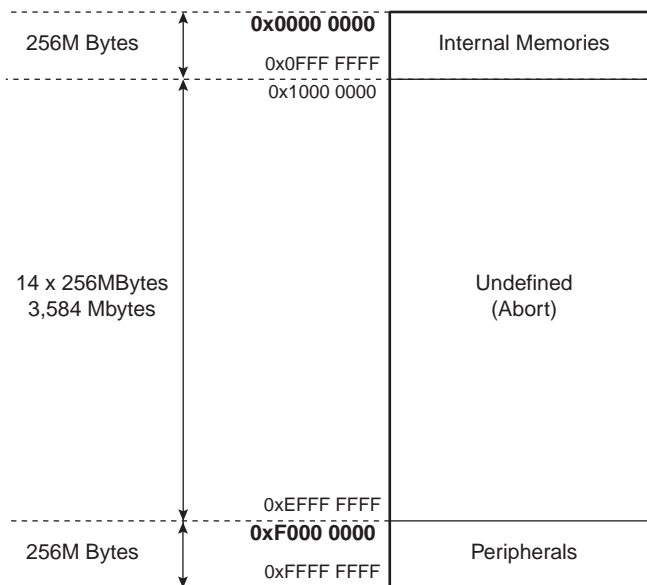 256M Bytes
0x0000 0000
0x0FFF FFFF
Internal Memories
0x1000 0000
14 x 256MBytes
3,584 Mbytes
Undefined
(Abort)
0xEFFF FFFF
256M Bytes
0xF000 0000
0xFFFF FFFF
Peripherals